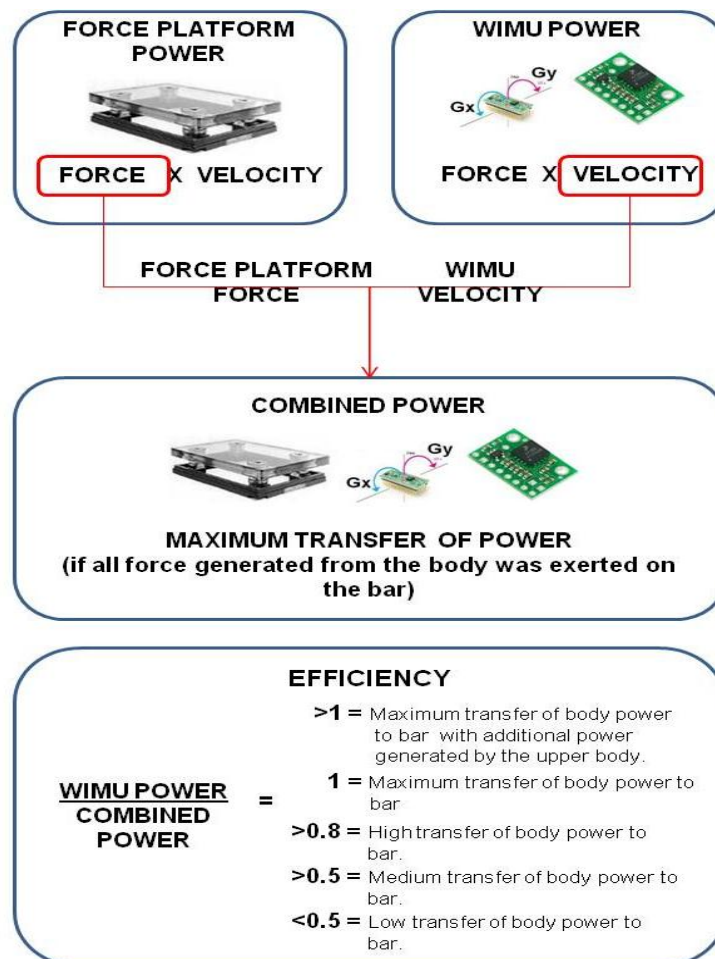 FORCE PLATFORM
POWER
FORCE X VELOCITY
WIMU POWER
Gx
Gy
FORCE X VELOCITY
FORCE PLATFORM
FORCE
WIMU
VELOCITY
COMBINED POWER
Gx
Gy
MAXIMUM TRANSFER OF POWER
(if all force generated from the body was exerted on
the bar)
EFFICIENCY
WIMU POWER
COMBINED
POWER
=
>1 = Maximum transfer of body power
to bar with additional power
generated by the upper body.
1 = Maximum transfer of body power to
bar
>0.8 = High transfer of body power to
bar.
>0.5 = Medium transfer of body power to
bar.
<0.5 = Low transfer of body power to
bar.